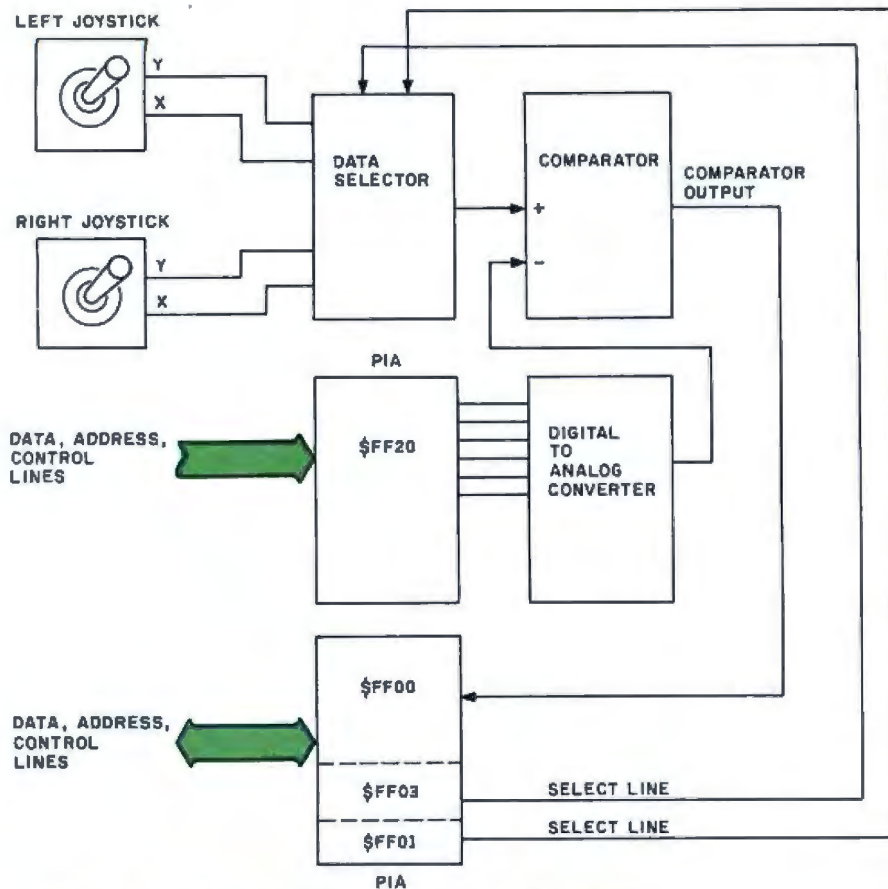 LEFT JOYSTICK
Y
X
DATA
SELECTOR
COMPARATOR
+
-
COMPARATOR
OUTPUT
RIGHT JOYSTICK
Y
X
PIA
DATA, ADDRESS,
CONTROL
LINES
$FF20
DIGITAL
TO
ANALOG
CONVERTER
$FF00
DATA, ADDRESS,
CONTROL
LINES
$FF03
SELECT LINE
$FF01
SELECT LINE
PIA